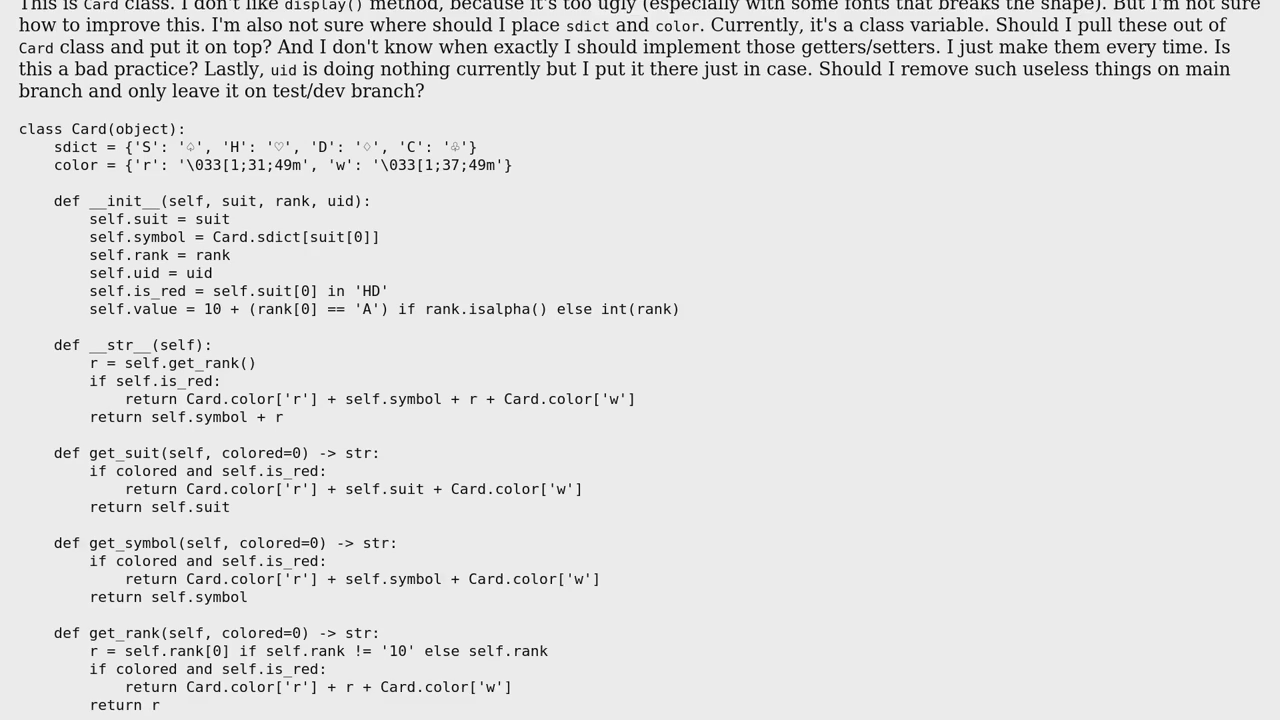 This is Card class. I don't like display() method, because it's too ugly (especially with some fonts that breaks the shape). But I'm not sure
how to improve this. I'm also not sure where should I place sdict and color. Currently, it's a class variable. Should I pull these out of
Card class and put it on top? And I don't know when exactly I should implement those getters/setters. I just make them every time. Is
this a bad practice? Lastly, uid is doing nothing currently but I put it there just in case. Should I remove such useless things on main
branch and only leave it on test/dev branch?
class Card(object):
    sdict = {'S': '♤', 'H': '♡', 'D': '♢', 'C': '♧'}
    color = {'r': '\033[1;31;49m', 'w': '\033[1;37;49m'}
    def __init__(self, suit, rank, uid):
        self.suit = suit
        self.symbol = Card.sdict[suit[0]]
        self.rank = rank
        self.uid = uid
        self.is_red = self.suit[0] in 'HD'
        self.value = 10 + (rank[0] == 'A') if rank.isalpha() else int(rank)
    def __str__(self):
        r = self.get_rank()
        if self.is_red:
            return Card.color['r'] + self.symbol + r + Card.color['w']
        return self.symbol + r
    def get_suit(self, colored=0) -> str:
        if colored and self.is_red:
            return Card.color['r'] + self.suit + Card.color['w']
        return self.suit
    def get_symbol(self, colored=0) -> str:
        if colored and self.is_red:
            return Card.color['r'] + self.symbol + Card.color['w']
        return self.symbol
    def get_rank(self, colored=0) -> str:
        r = self.rank[0] if self.rank != '10' else self.rank
        if colored and self.is_red:
            return Card.color['r'] + r + Card.color['w']
        return r